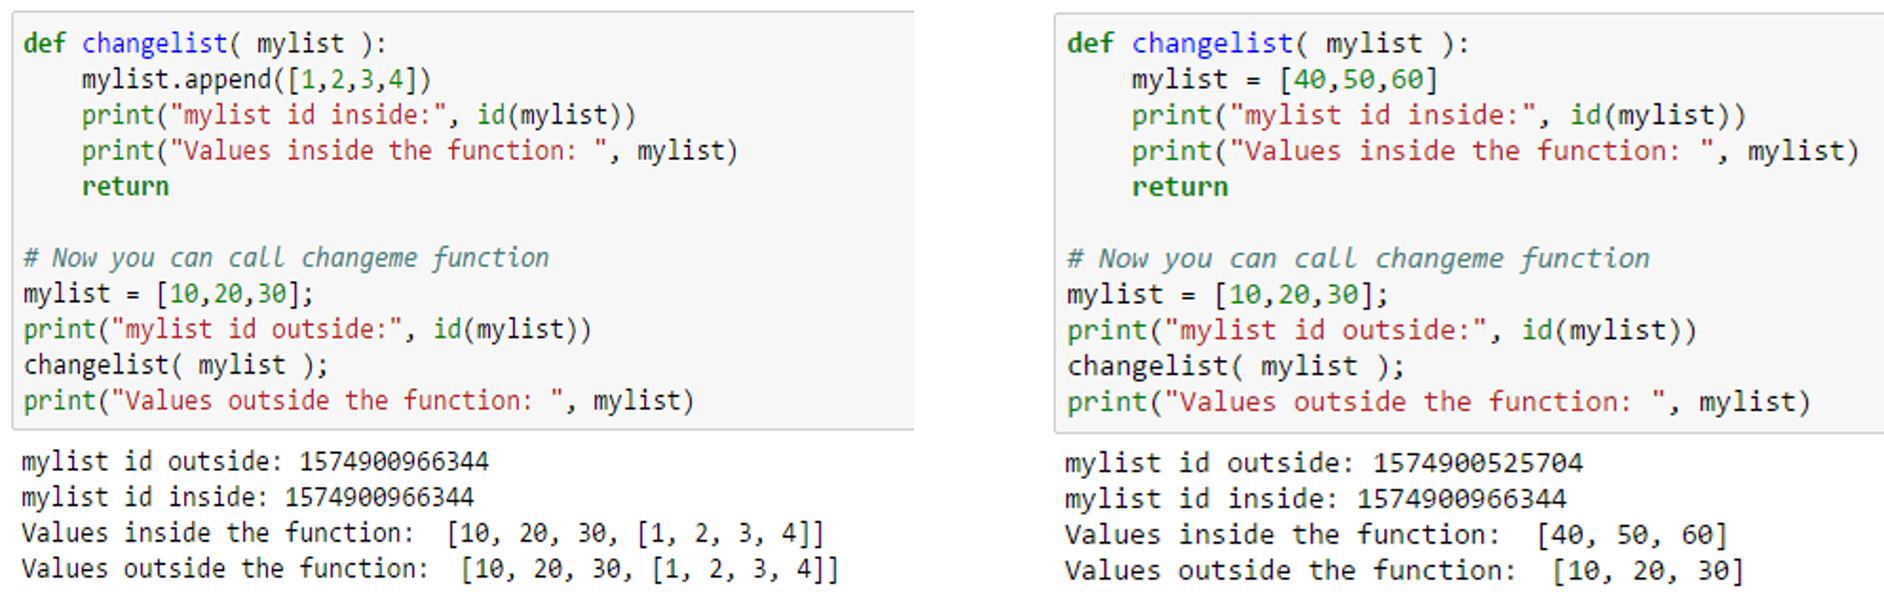 def changelist( mylist ):
    mylist.append([1,2,3,4])
    print("mylist id inside:", id(mylist))
    print("Values inside the function: ", mylist)
    return
# Now you can call changeme function
mylist = [10,20,30];
print("mylist id outside:", id(mylist))
changelist( mylist );
print("Values outside the function: ", mylist)
mylist id outside: 1574900966344
mylist id inside: 1574900966344
Values inside the function:  [10, 20, 30, [1, 2, 3, 4]]
Values outside the function:  [10, 20, 30, [1, 2, 3, 4]]
def changelist( mylist ):
    mylist = [40,50,60]
    print("mylist id inside:", id(mylist))
    print("Values inside the function: ", mylist)
    return
# Now you can call changeme function
mylist = [10,20,30];
print("mylist id outside:", id(mylist))
changelist( mylist );
print("Values outside the function: ", mylist)
mylist id outside: 1574900525704
mylist id inside: 1574900966344
Values inside the function:  [40, 50, 60]
Values outside the function:  [10, 20, 30]